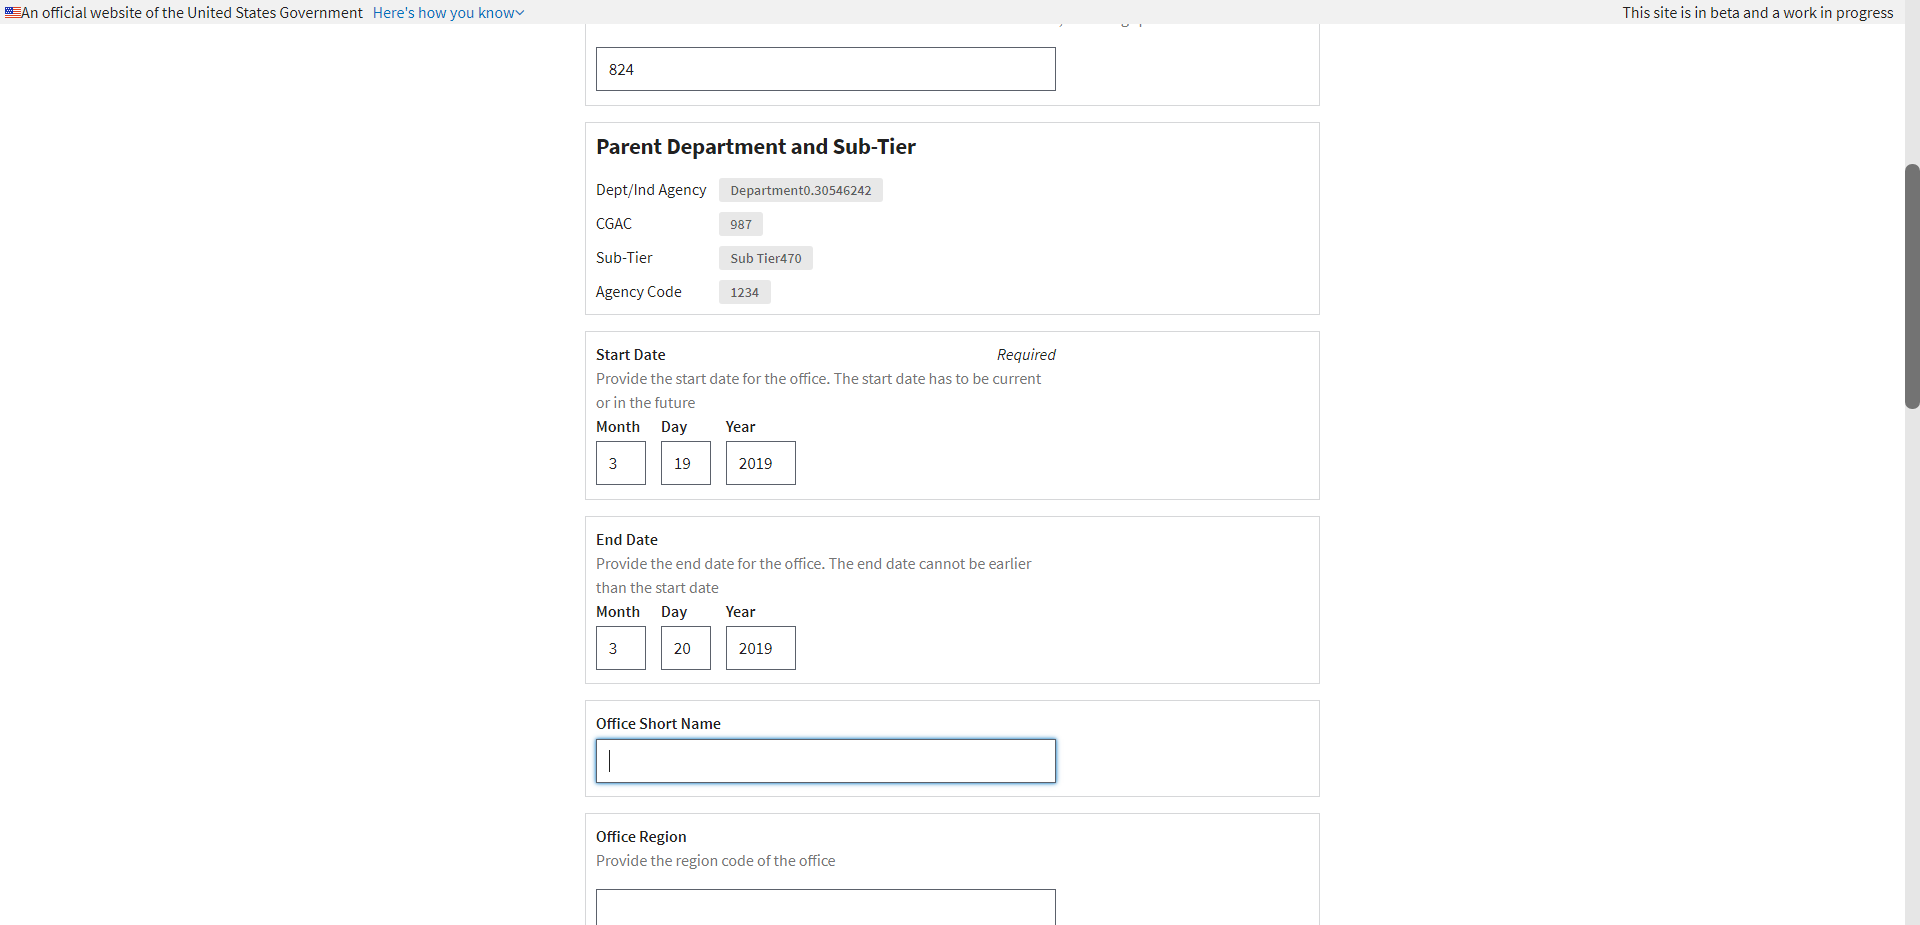 An official website of the United States Government Here's how you know
This site is in beta and a work in progress
824
Parent Department and Sub-Tier
Dept/Ind Agency Department0.30546242
CGAC 987
Sub-Tier Sub Tier470
Agency Code 1234
Start Date Required
Provide the start date for the office. The start date has to be current
or in the future
Month Day Year
3 19 2019
End Date
Provide the end date for the office. The end date cannot be earlier
than the start date
Month Day Year
3 20 2019
Office Short Name
Office Region
Provide the region code of the office